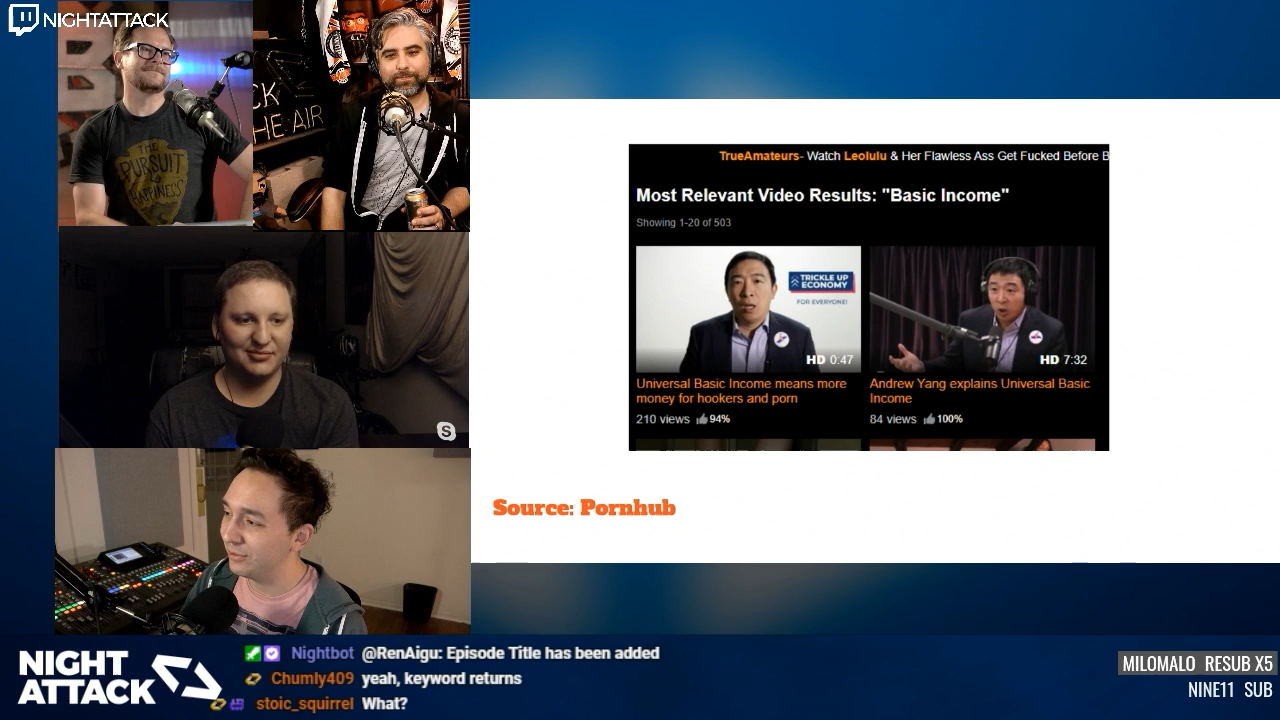 NIGHTATTACK
THE
PURSUIT
of
HAPPINESS
CK
HE AIR
TrueAmateurs- Watch Leolulu & Her Flawless Ass Get Fucked Before B
Most Relevant Video Results: "Basic Income"
Showing 1-20 of 503
TRICKLE UP
ECONOMY
FOR EVERYONE!
HD 0:47
HD 7:32
Universal Basic Income means more
money for hookers and porn
210 views 94%
Andrew Yang explains Universal Basic
Income
84 views 100%
Source: Pornhub
NIGHT
ATTACK
Nightbot @RenAigu: Episode Title has been added
Chumly409 yeah, keyword returns
stoic_squirrel What?
MILOMALO RESUB X5
NINE11 SUB